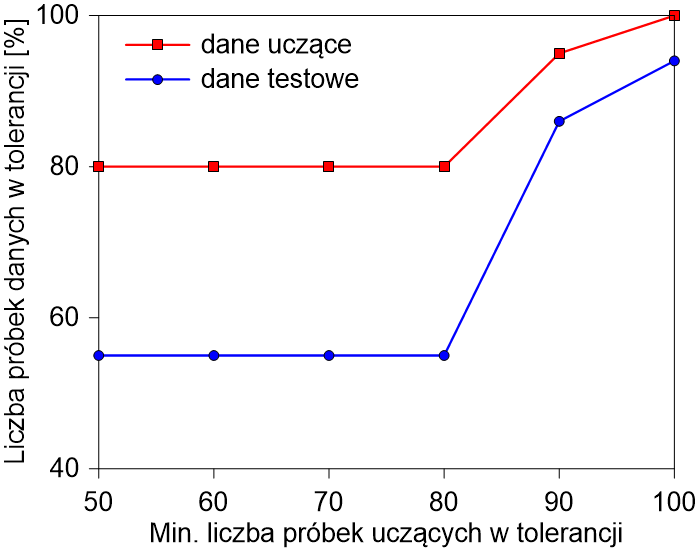 Liczba próbek danych w tolerancji [%]
100
80
60
40
dane uczące
dane testowe
50 60 70 80 90 100
Min. liczba próbek uczących w tolerancji